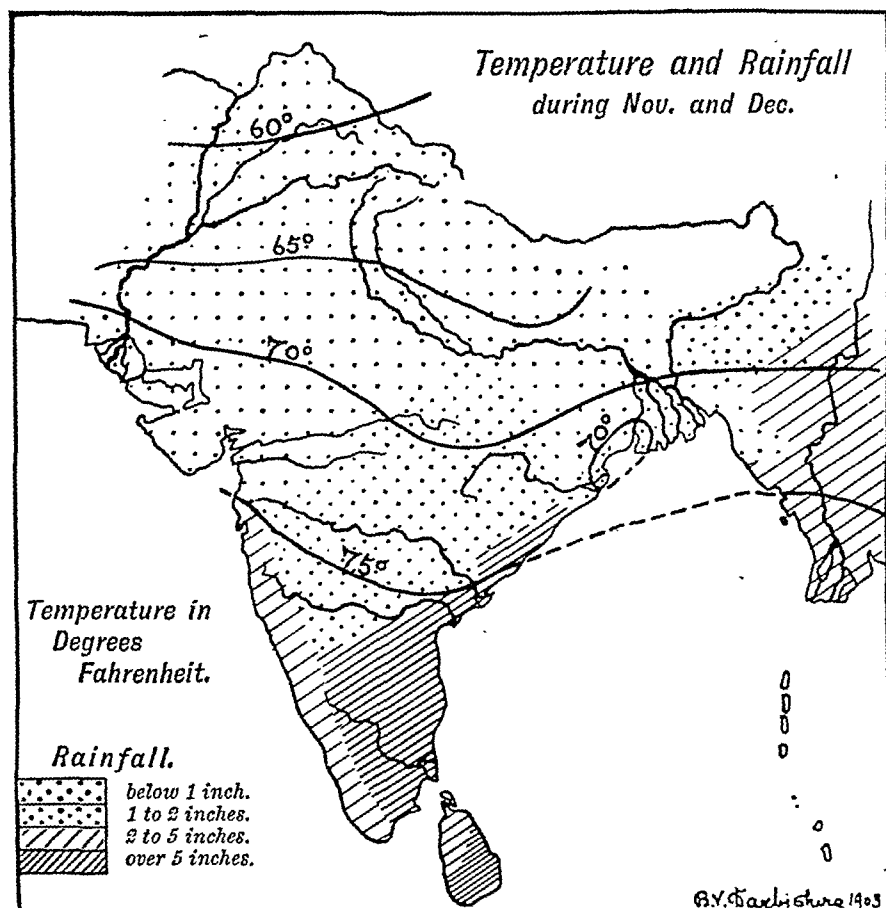 Temperature and Rainfall
during Nov. and Dec.
60°
65°
70°
70°
75°
Temperature in
Degrees
Fahrenheit.
Rainfall.
below 1 inch.
1 to 2 inches.
2 to 5 inches.
over 5 inches.
B.V. Darbishire 1903